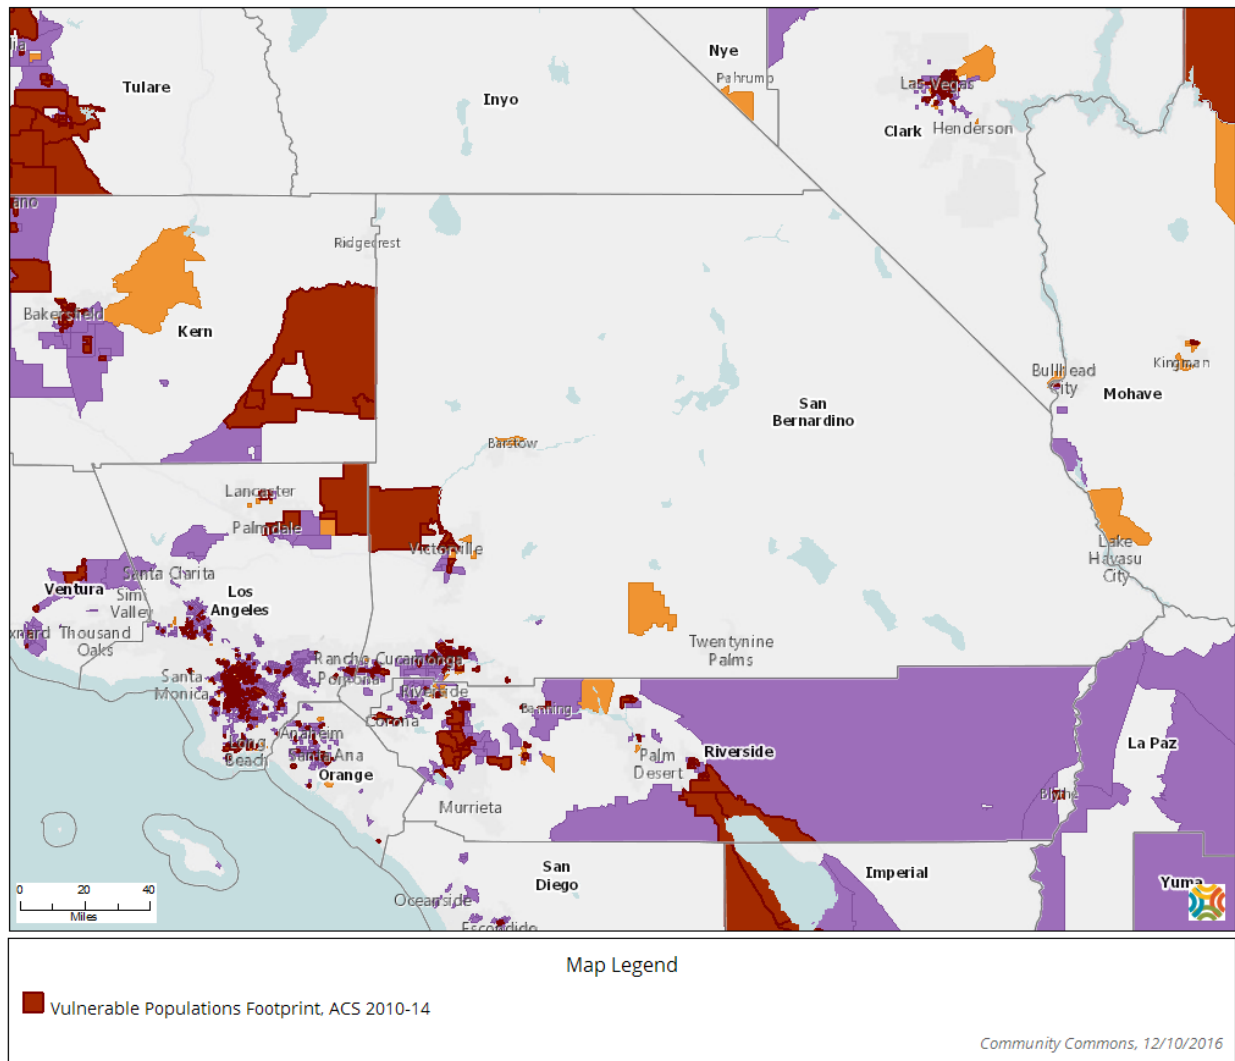 Nye
Pahrump
Tulare
Inyo
Las Vegas
Clark
Henderson
Ridgecrest
Bakersfield
Kern
Kingman
Bullhead
City
Mohave
San
Bernardino
Barstow
Lancaster
Palmdale
Victorville
Lake
Havasu
City
Santa Clarita
Ventura
Simi
Valley
Los
Angeles
Thousand
Oaks
Twentynine
Palms
Rancho Cucamonga
Pomona
Santa
Monica
Riverside
Banning
Corona
Anaheim
Long
Beach
Santa Ana
Orange
Palm
Desert
Riverside
La Paz
Blythe
Murrieta
San
Diego
Imperial
Yuma
Oceanside
Escondido
0 20 40
Miles
Map Legend
Vulnerable Populations Footprint, ACS 2010-14
Community Commons, 12/10/2016